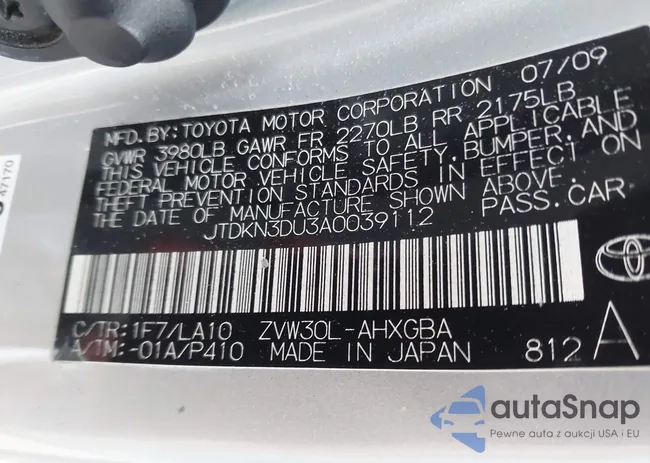 MFD. BY: TOYOTA MOTOR CORPORATION 07/09
GVWR 3980LB GAWR FR 2270LB RR 2175LB
THIS VEHICLE CONFORMS TO ALL APPLICABLE
FEDERAL MOTOR VEHICLE SAFETY, BUMPER, AND
THEFT PREVENTION STANDARDS IN EFFECT ON
THE DATE OF MANUFACTURE SHOWN ABOVE.
JTDKN3DU3A0039112 PASS. CAR
C/TR: 1F7/LA10 ZVW30L-AHXGBA
A/TM: -01A/P410 MADE IN JAPAN 812 A
47170
autaSnap
Pewne auta z aukcji USA i EU